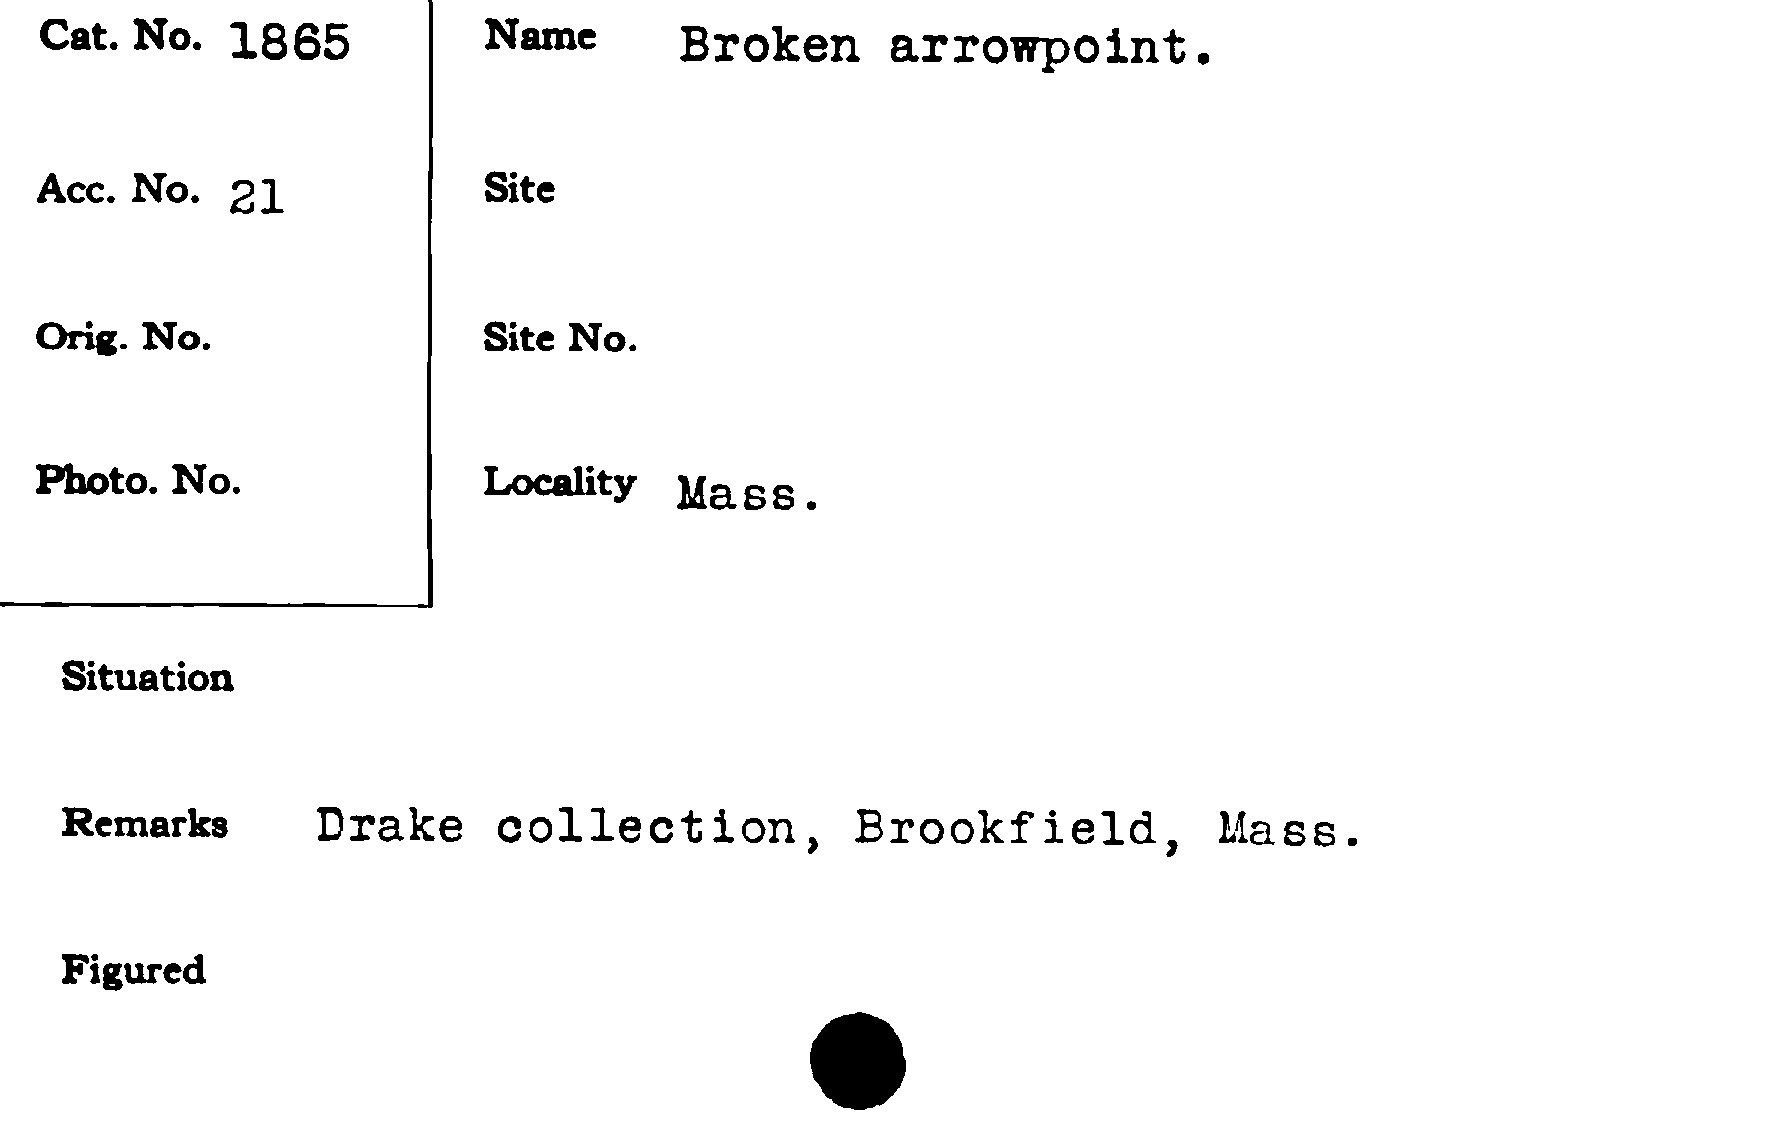 Cat. No. 1865
Acc. No. 21
Orig. No.
Photo. No.
Name Broken arrowpoint.
Site
Site No.
Locality Mass.
Situation
Remarks Drake collection, Brookfield, Mass.
Figured